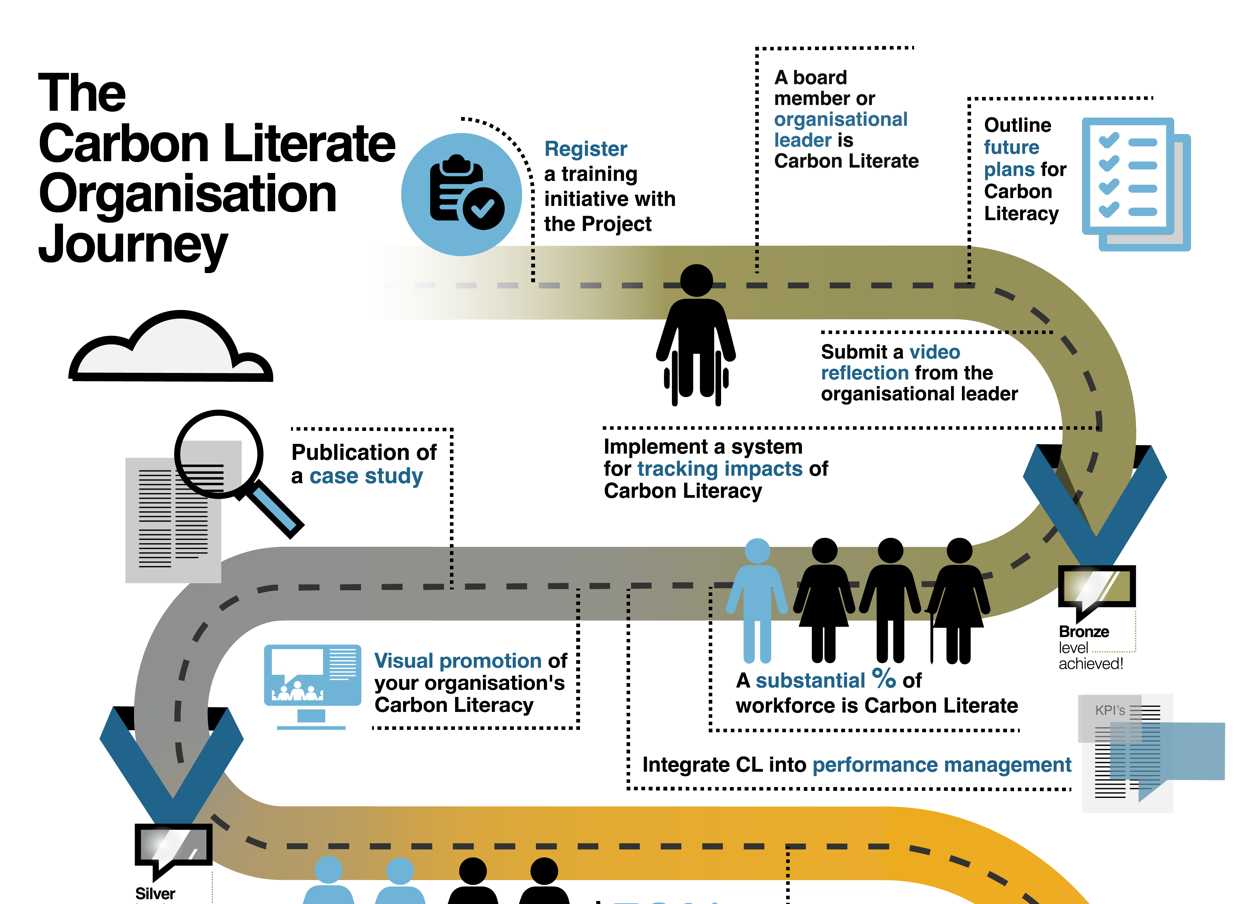 The
Carbon Literate
Organisation
Journey
Register
a training
initiative with
the Project
A board
member or
organisational
leader is
Carbon Literate
Outline
future
plans for
Carbon
Literacy
Submit a video
reflection from the
organisational leader
Implement a system
for tracking impacts of
Carbon Literacy
Bronze
level
achieved!
Publication of
a case study
A substantial % of
workforce is Carbon Literate
Visual promotion of
your organisation's
Carbon Literacy
Integrate CL into performance management
KPI's
Silver